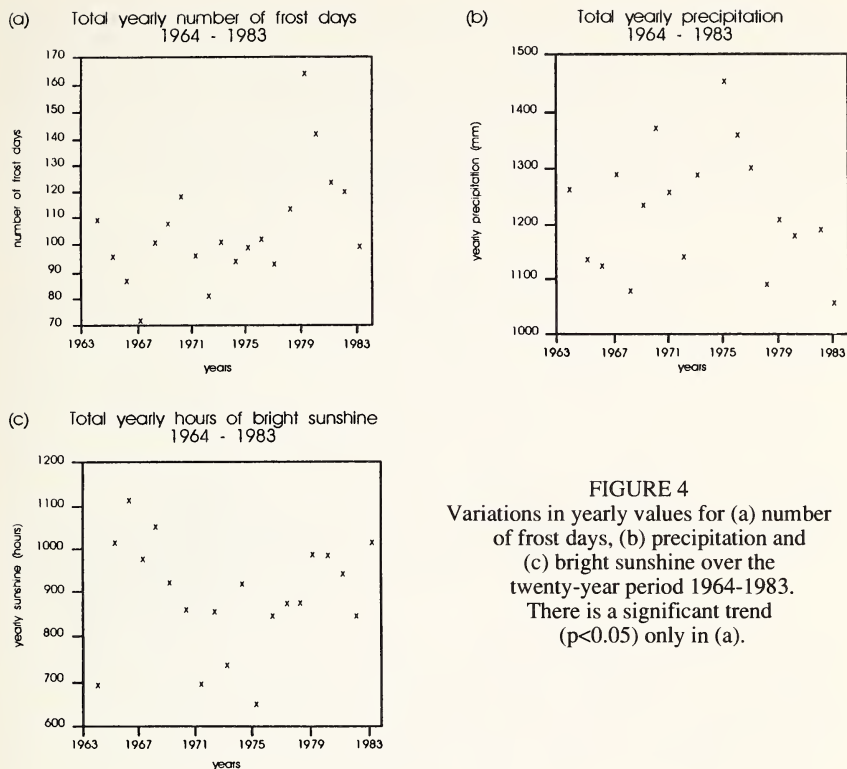 (a) Total yearly number of frost days
1964 - 1983
170
160
150
140
130
120
110
100
90
80
70
number of frost days
1963 1967 1971 1975 1979 1983
years
(b) Total yearly precipitation
1964 - 1983
1500
1400
1300
1200
1100
1000
yearly precipitation (mm)
1963 1967 1971 1975 1979 1983
years
(c) Total yearly hours of bright sunshine
1964 - 1983
1200
1100
1000
900
800
700
600
yearly sunshine (hours)
1963 1967 1971 1975 1979 1983
years
FIGURE 4
Variations in yearly values for (a) number
of frost days, (b) precipitation and
(c) bright sunshine over the
twenty-year period 1964-1983.
There is a significant trend
(p<0.05) only in (a).